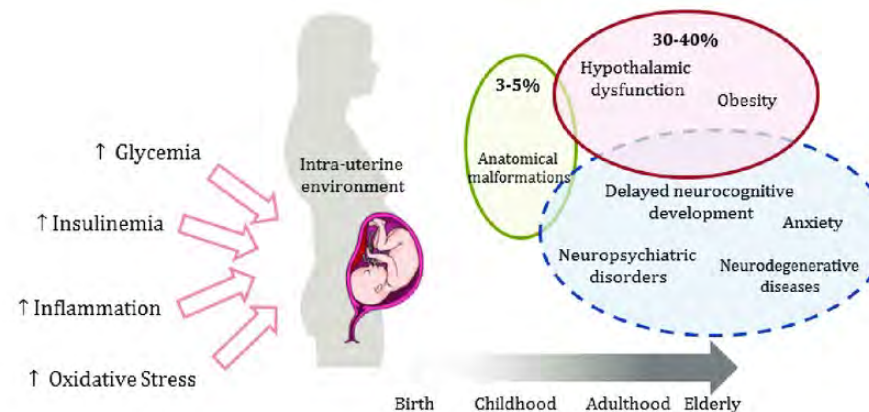 ↑ Glycemia
↑ Insulinemia
↑ Inflammation
↑ Oxidative Stress
Intra-uterine
environment
3-5%
Anatomical
malformations
30-40%
Hypothalamic
dysfunction
Obesity
Delayed neurocognitive
development
Anxiety
Neuropsychiatric
disorders
Neurodegenerative
diseases
Birth
Childhood
Adulthood
Elderly